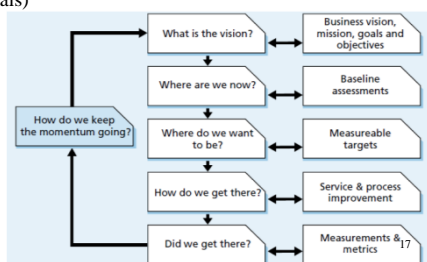 als)
What is the vision?
Business vision,
mission, goals and
objectives
Where are we now?
Baseline
assessments
How do we keep
the momentum going?
Where do we want
to be?
Measureable
targets
How do we get there?
Service & process
improvement
Did we get there?
Measurements &
metrics
17